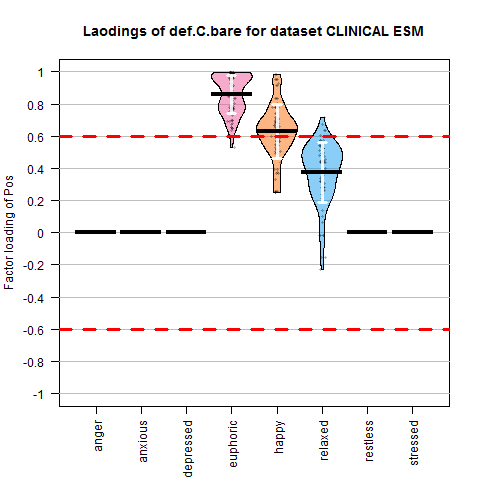 Laodings of def.C.bare for dataset CLINICAL ESM
Factor loading of Pos
1
0.8
0.6
0.4
0.2
0
-0.2
-0.4
-0.6
-0.8
-1
anger
anxious
depressed
euphoric
happy
relaxed
restless
stressed